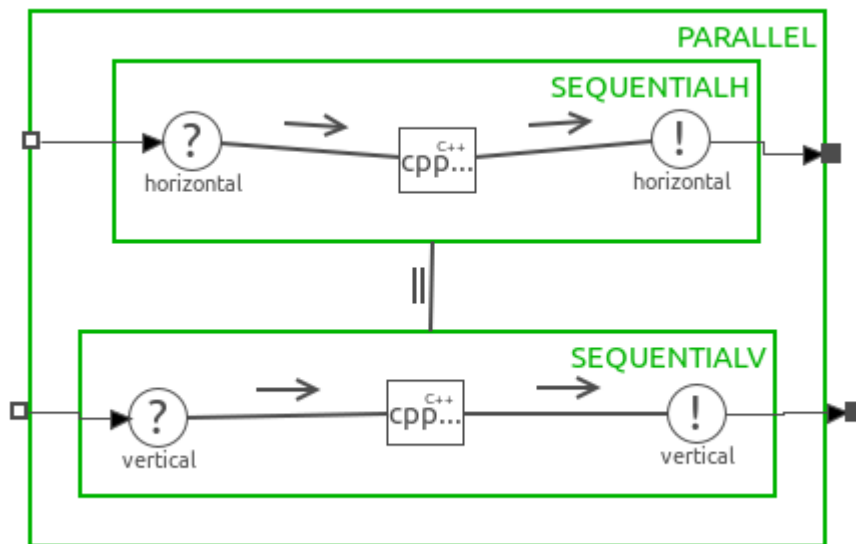 PARALLEL
SEQUENTIALH
?
C++
cpp...
!
horizontal
horizontal
||
SEQUENTIALV
?
C++
cpp...
!
vertical
vertical